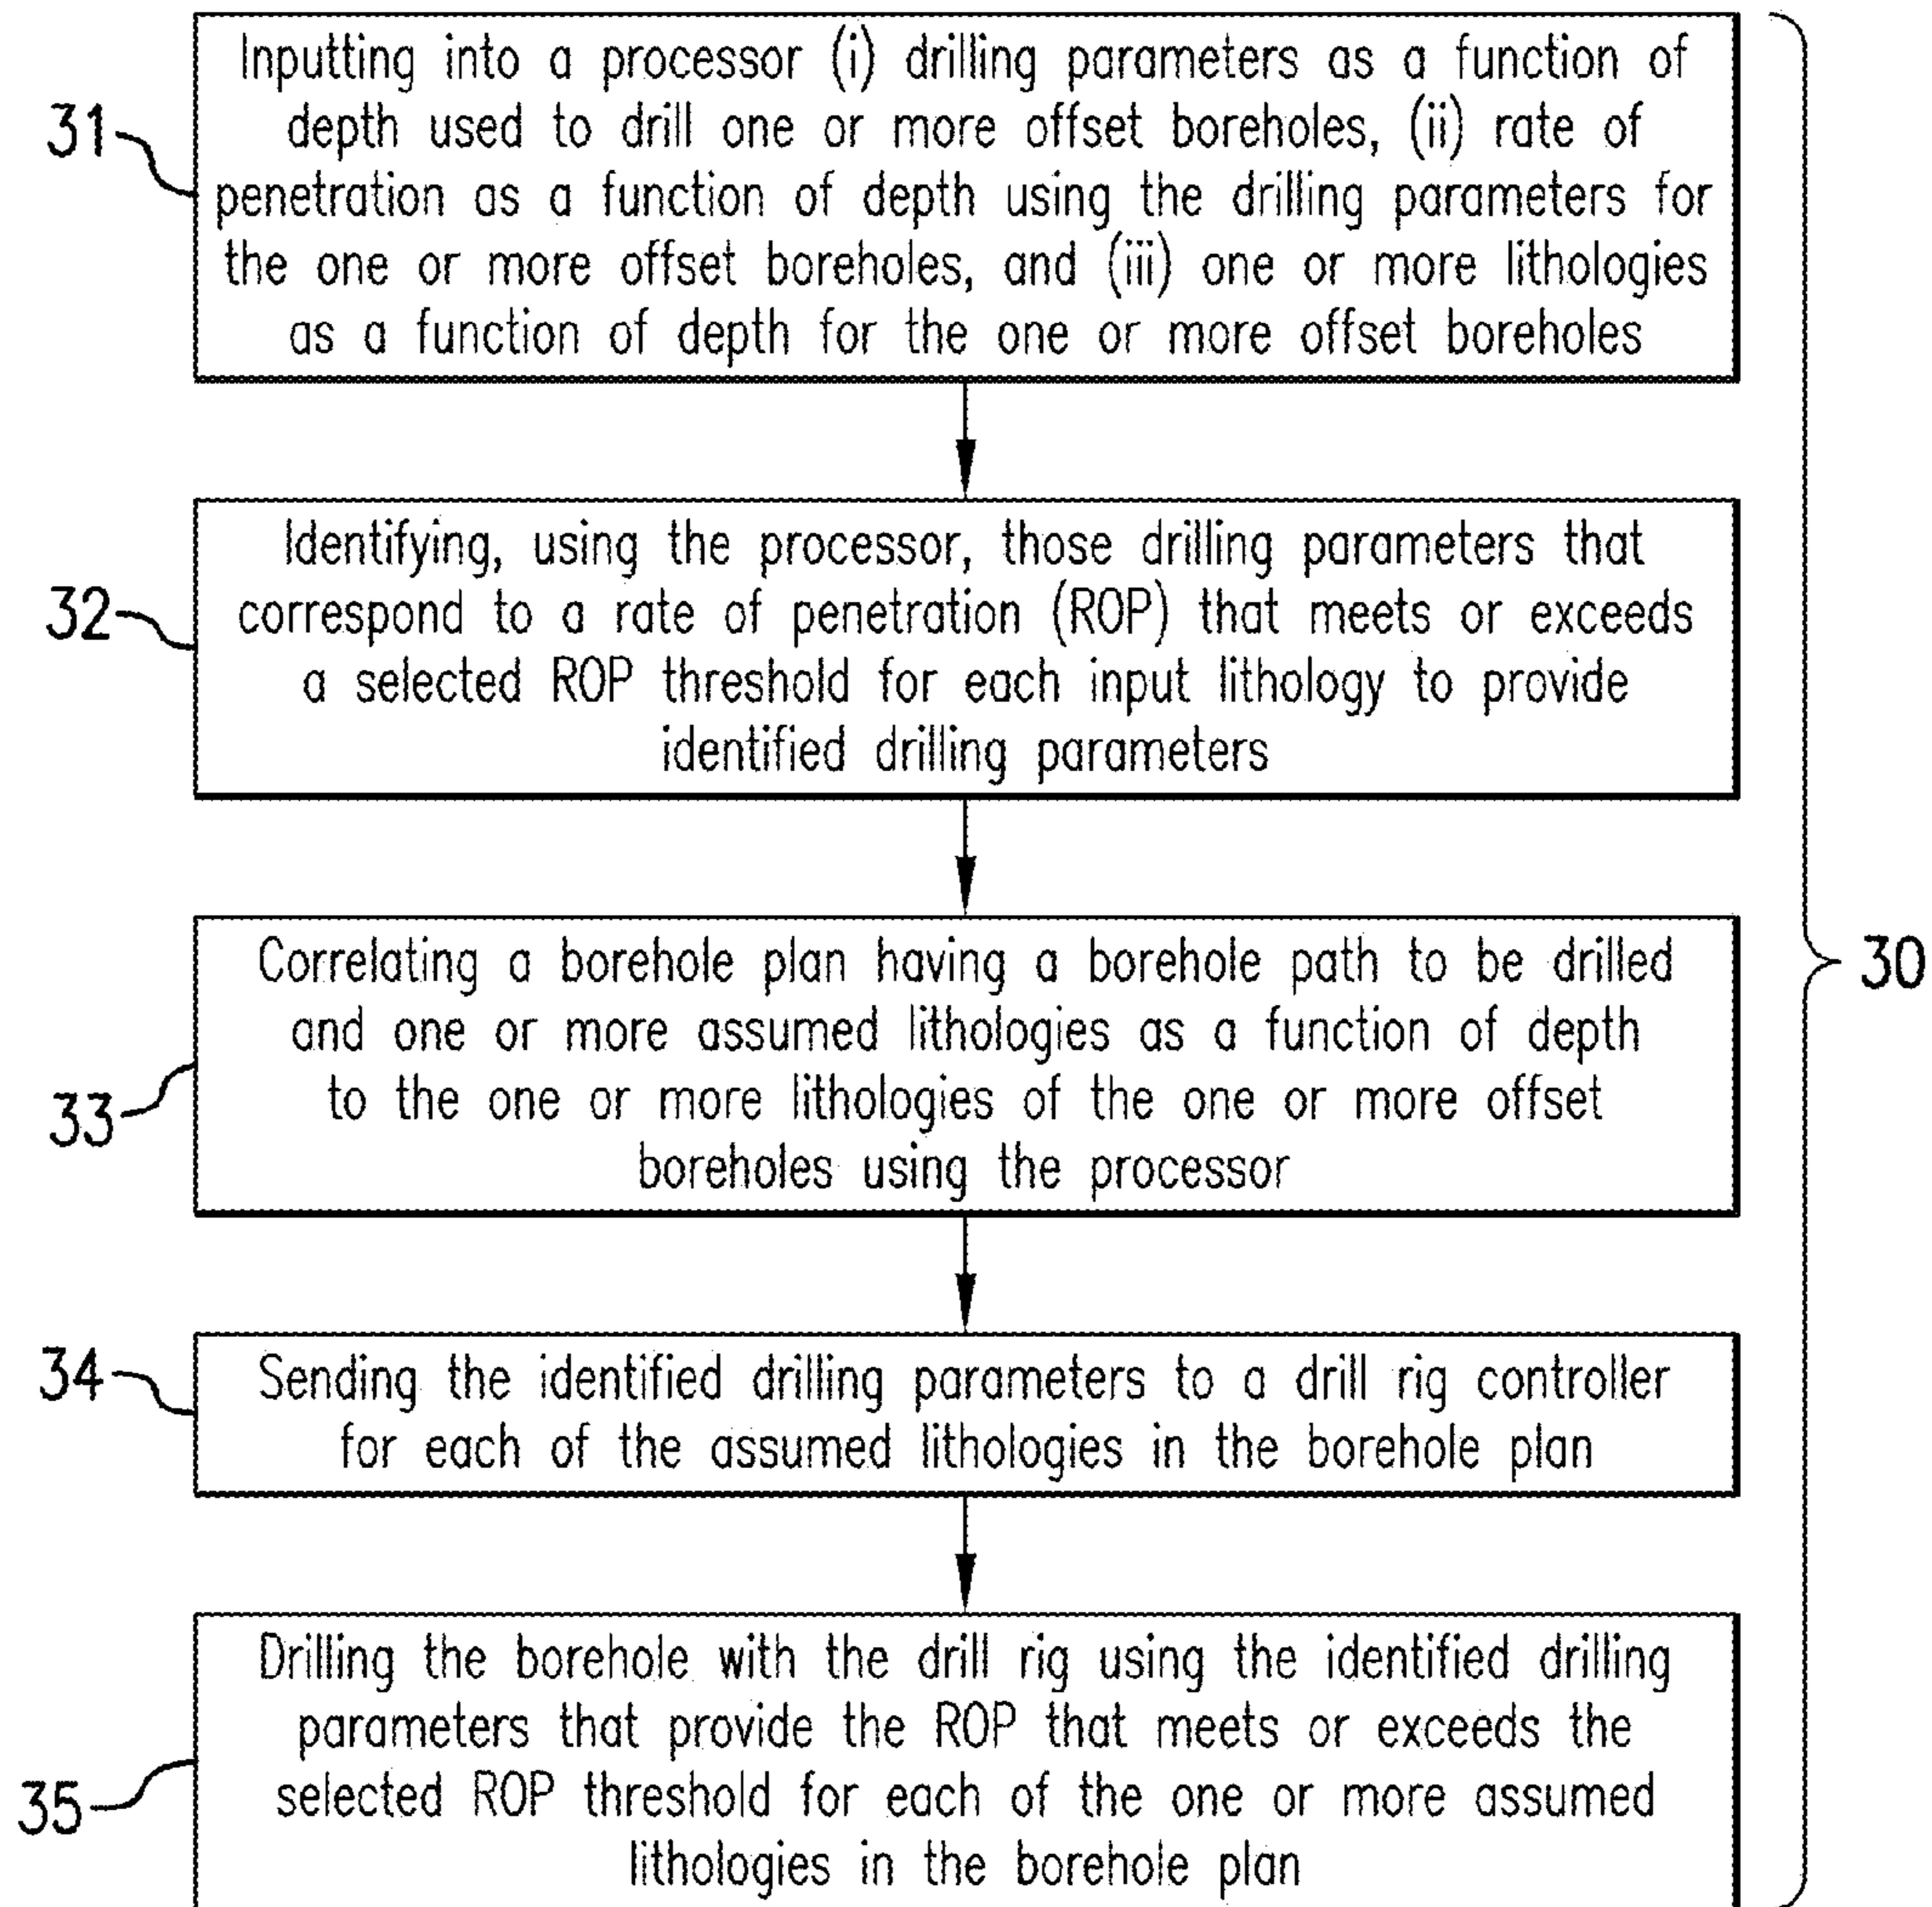 Inputting into a processor (i) drilling parameters as a function of
depth used to drill one or more offset boreholes, (ii) rate of
penetration as a function of depth using the drilling parameters for
the one or more offset boreholes, and (iii) one or more lithologies
as a function of depth for the one or more offset boreholes
31
Identifying, using the processor, those drilling parameters that
correspond to a rate of penetration (ROP) that meets or exceeds
a selected ROP threshold for each input lithology to provide
identified drilling parameters
32
Correlating a borehole plan having a borehole path to be drilled
and one or more assumed lithologies as a function of depth
to the one or more lithologies of the one or more offset
boreholes using the processor
33
30
Sending the identified drilling parameters to a drill rig controller
for each of the assumed lithologies in the borehole plan
34
Drilling the borehole with the drill rig using the identified drilling
parameters that provide the ROP that meets or exceeds the
selected ROP threshold for each of the one or more assumed
lithologies in the borehole plan
35